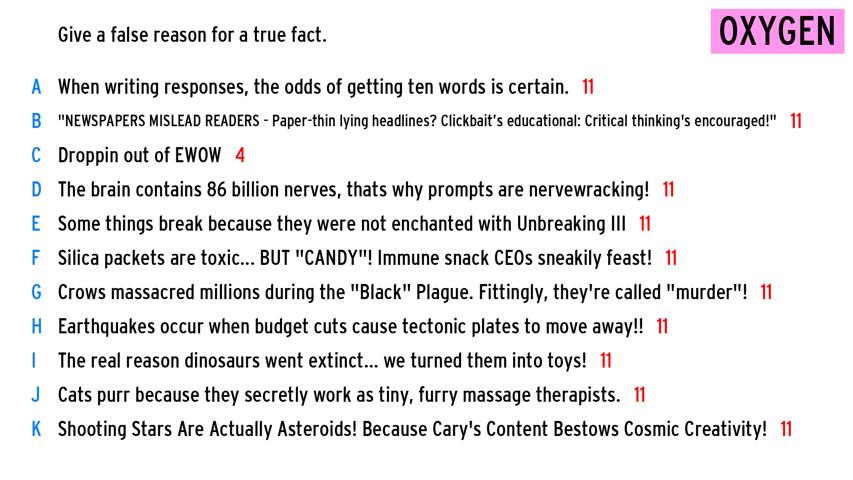 Give a false reason for a true fact.
OXYGEN
A When writing responses, the odds of getting ten words is certain. 11
B "NEWSPAPERS MISLEAD READERS - Paper-thin lying headlines? Clickbait's educational: Critical thinking's encouraged!" 11
C Droppin out of EWOW 4
D The brain contains 86 billion nerves, thats why prompts are nervewracking! 11
E Some things break because they were not enchanted with Unbreaking III 11
F Silica packets are toxic... BUT "CANDY"! Immune snack CEOs sneakily feast! 11
G Crows massacred millions during the "Black" Plague. Fittingly, they're called "murder"! 11
H Earthquakes occur when budget cuts cause tectonic plates to move away!! 11
I The real reason dinosaurs went extinct... we turned them into toys! 11
J Cats purr because they secretly work as tiny, furry massage therapists. 11
K Shooting Stars Are Actually Asteroids! Because Cary's Content Bestows Cosmic Creativity! 11